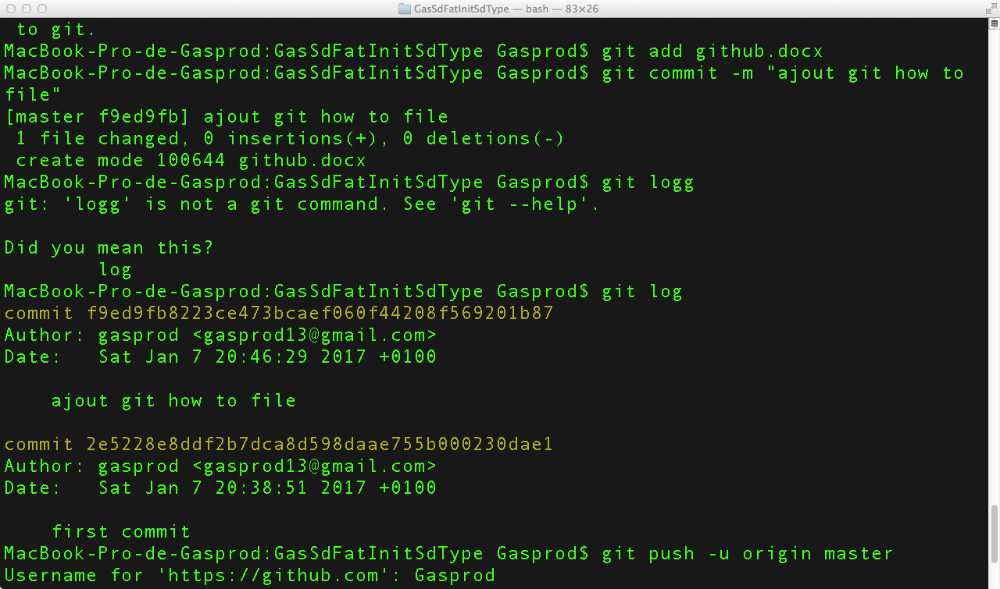 GasSdFatInitSdType — bash — 83×26
 to git.
MacBook-Pro-de-Gasprod:GasSdFatInitSdType Gasprod$ git add github.docx
MacBook-Pro-de-Gasprod:GasSdFatInitSdType Gasprod$ git commit -m "ajout git how to
file"
[master f9ed9fb] ajout git how to file
 1 file changed, 0 insertions(+), 0 deletions(-)
 create mode 100644 github.docx
MacBook-Pro-de-Gasprod:GasSdFatInitSdType Gasprod$ git logg
git: 'logg' is not a git command. See 'git --help'.

Did you mean this?
        log
MacBook-Pro-de-Gasprod:GasSdFatInitSdType Gasprod$ git log
commit f9ed9fb8223ce473bcaef060f44208f569201b87
Author: gasprod <gasprod13@gmail.com>
Date:   Sat Jan 7 20:46:29 2017 +0100

    ajout git how to file

commit 2e5228e8ddf2b7dca8d598daae755b000230dae1
Author: gasprod <gasprod13@gmail.com>
Date:   Sat Jan 7 20:38:51 2017 +0100

    first commit
MacBook-Pro-de-Gasprod:GasSdFatInitSdType Gasprod$ git push -u origin master
Username for 'https://github.com': Gasprod